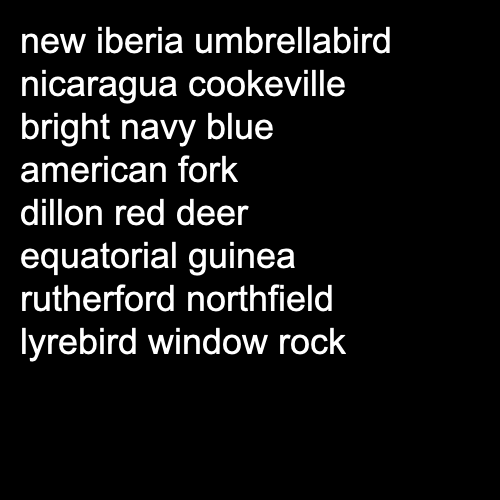 new iberia umbrellabird
nicaragua cookeville
bright navy blue
american fork
dillon red deer
equatorial guinea
rutherford northfield
lyrebird window rock